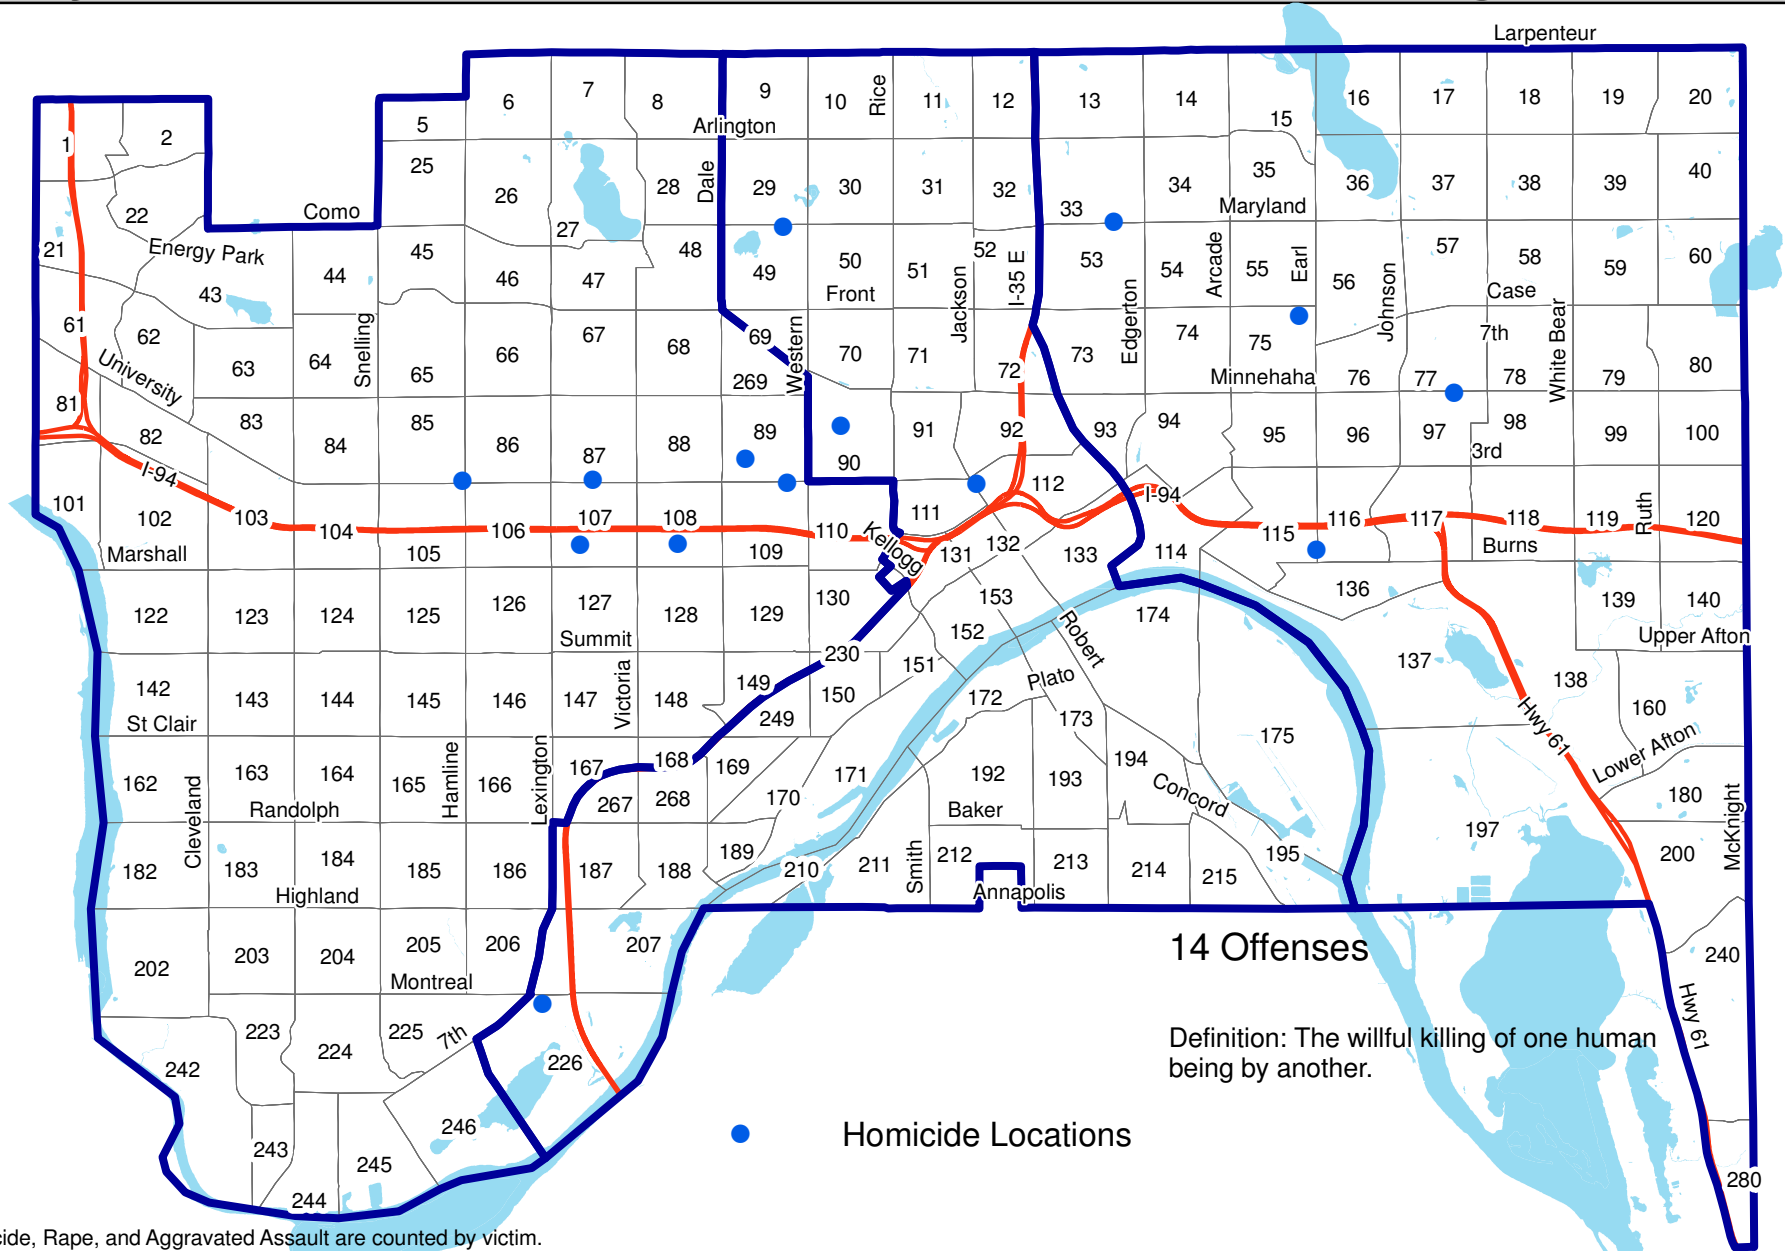 Larpenteur
6 7 8 9 10 Rice 11 12 13 14 15 16 17 18 19 20
1 2 5 Arlington
25 26 27 28 Dale 29 30 31 32 33 34 35 36 37 38 39 40
22 Como Maryland
21 Energy Park 43 44 45 46 47 48 49 50 51 52 I-35 E 53 54 Arcade 55 Earl 56 57 58 59 60
Front Jackson Edgerton Johnson Case
61 62 63 64 Snelling 65 66 67 68 69 269 Western 70 71 72 73 74 75 76 77 7th 78 White Bear 79 80
University Minnehaha
81 82 83 84 85 86 87 88 89 90 91 92 93 94 95 96 97 98 99 100
3rd
I-94 I-94
101 102 103 104 105 106 107 108 109 110 111 112 114 115 116 117 118 119 Ruth 120
Marshall Kellogg 131 132 133 Burns
122 123 124 125 126 127 128 129 130 153 152 Robert 174 136 139 140
Summit 230 Upper Afton
142 143 144 145 146 147 Victoria 148 149 249 150 151 172 Plato 173 175 137 138 160
St Clair Hwy 61 Lower Afton
162 Cleveland 163 164 165 Hamline 166 Lexington 167 168 169 267 268 170 171 192 193 194 Concord 180 McKnight
Randolph Baker
182 183 184 185 186 187 188 189 210 211 Smith 212 213 214 215 195 197 200
Highland Annapolis
202 203 204 205 206 207 240
Montreal
14 Offenses
223 224 225 7th 226 Hwy 61
Definition: The willful killing of one human
being by another.
242 243 244 245 246 280
Homicide Locations
cide, Rape, and Aggravated Assault are counted by victim.